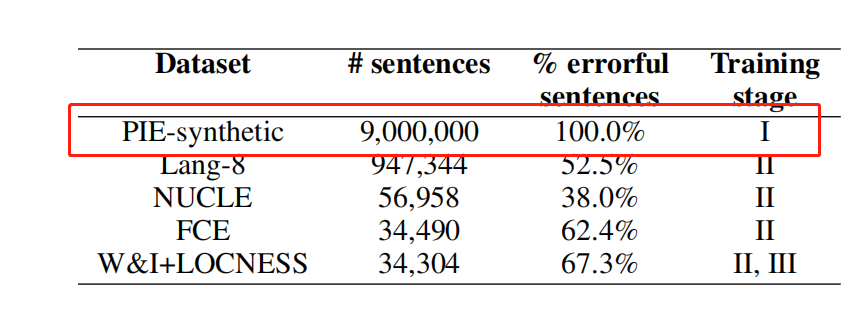 Dataset # sentences % errorful Training
sentences stage
PIE-synthetic 9,000,000 100.0% I
Lang-8 947,344 52.5% II
NUCLE 56,958 38.0% II
FCE 34,490 62.4% II
W&I+LOCNESS 34,304 67.3% II, III